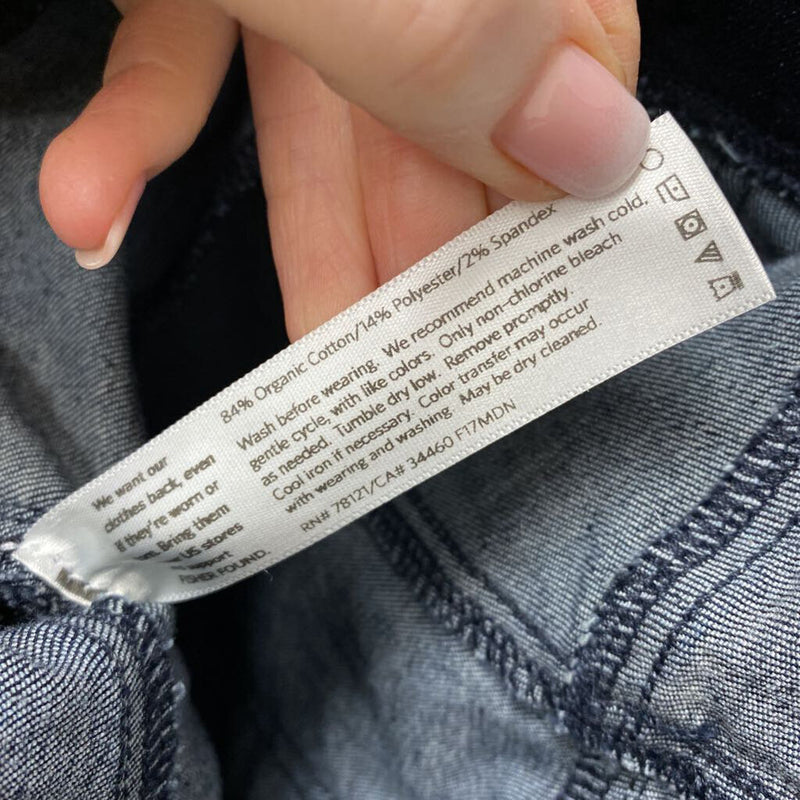 84% Organic Cotton/14% Polyester/2% Spandex
Wash before wearing. We recommend machine wash cold,
gentle cycle, with like colors. Only non-chlorine bleach
as needed. Tumble dry low. Remove promptly.
Cool iron if necessary. Color transfer may occur
with wearing and washing. May be dry cleaned.
RN# 78121/CA# 34460 F17MDN
We want our
clothes back, even
if they're worn or
Bring them
US stores
support
FISHER FOUND.